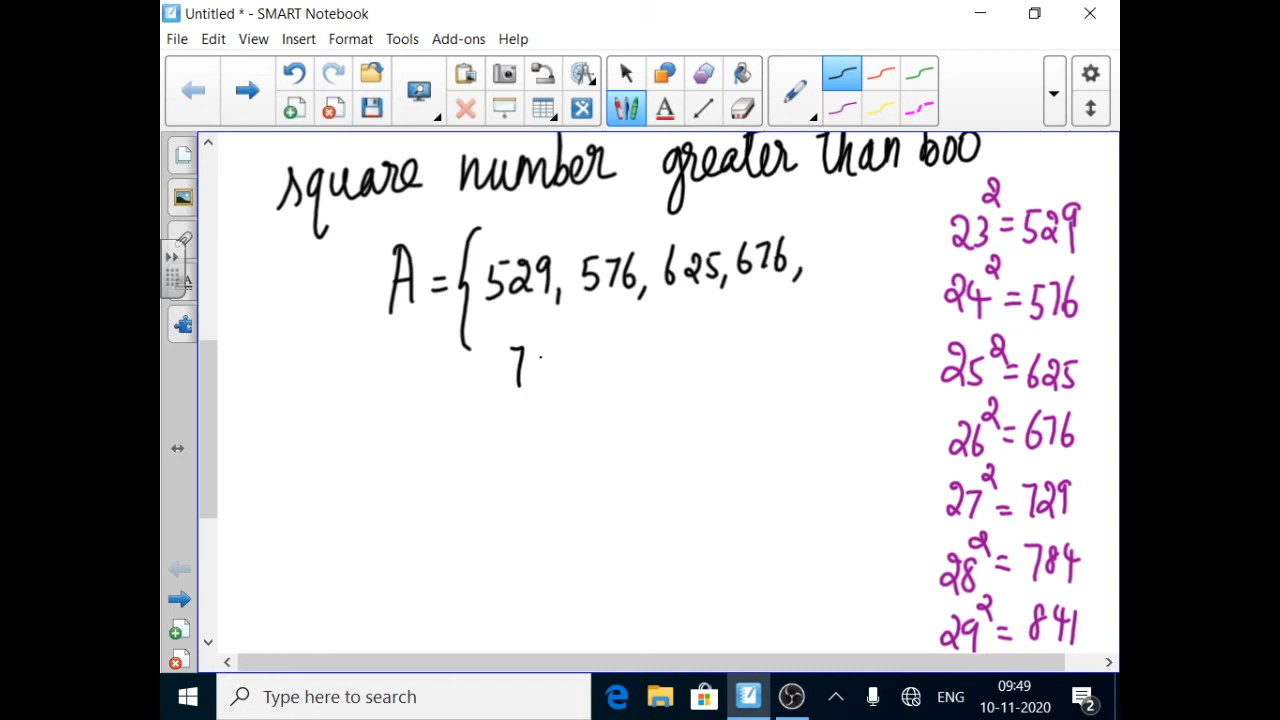 Untitled * - SMART Notebook
File Edit View Insert Format Tools Add-ons Help
square number greater than 500
A = { 529, 576, 625, 676,
7
23² = 529
24² = 576
25² = 625
26² = 676
27² = 729
28² = 784
29² = 841
Type here to search
ENG
09:49
10-11-2020
2